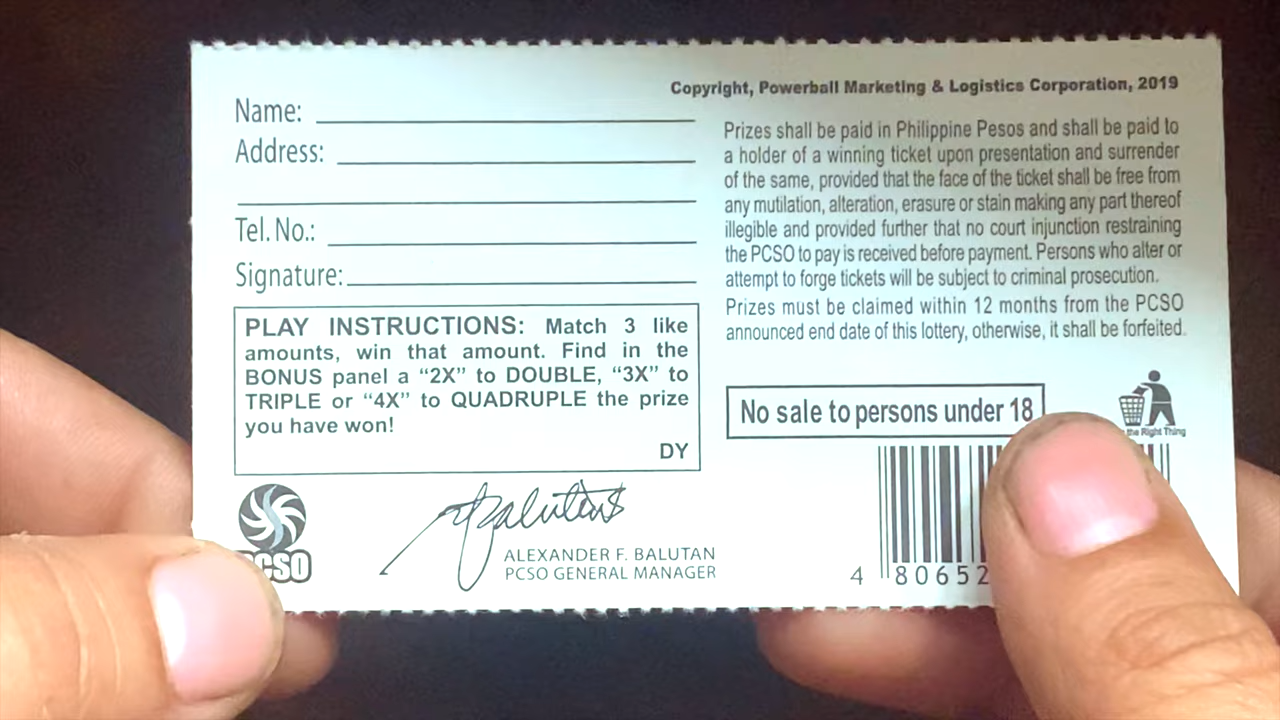 Copyright, Powerball Marketing & Logistics Corporation, 2019
Name:
Address:
Tel. No.:
Signature:
PLAY INSTRUCTIONS: Match 3 like
amounts, win that amount. Find in the
BONUS panel a “2X” to DOUBLE, “3X” to
TRIPLE or “4X” to QUADRUPLE the prize
you have won!
DY
Prizes shall be paid in Philippine Pesos and shall be paid to
a holder of a winning ticket upon presentation and surrender
of the same, provided that the face of the ticket shall be free from
any mutilation, alteration, erasure or stain making any part thereof
illegible and provided further that no court injunction restraining
the PCSO to pay is received before payment. Persons who alter or
attempt to forge tickets will be subject to criminal prosecution.
Prizes must be claimed within 12 months from the PCSO
announced end date of this lottery, otherwise, it shall be forfeited.
No sale to persons under 18
the Right Thing
PCSO
ABalutan
ALEXANDER F. BALUTAN
PCSO GENERAL MANAGER
4 80652